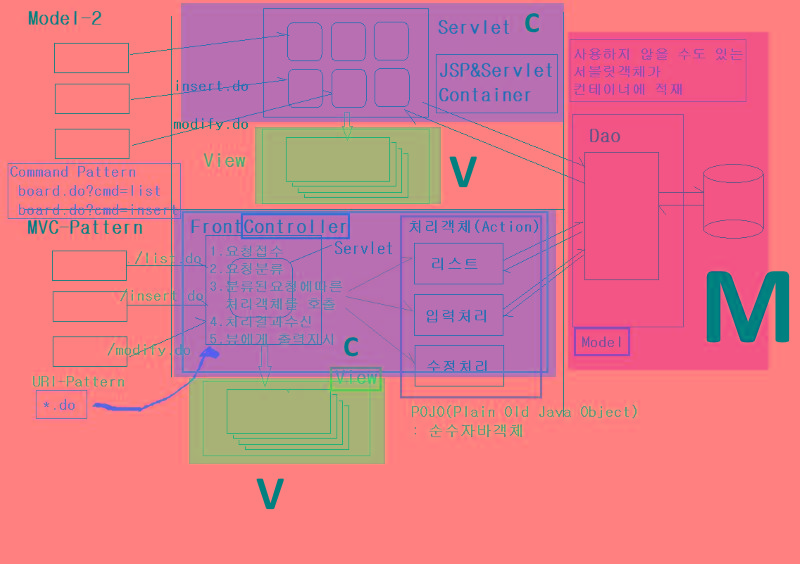 Model-2
Servlet C
JSP&Servlet
Container
insert.do
modify.do
View
V
사용하지 않을 수도 있는
서블릿객체가
컨테이너에 적재
Dao
Model
M
Command Pattern
board.do?cmd=list
board.do?cmd=insert
MVC-Pattern
/list.do
/insert.do
/modify.do
URI-Pattern
*.do
FrontController
Servlet
1.요청접수
2.요청분류
3.분류된요청에따른
처리객체를 호출
4.처리결과수신
5.뷰에게 출력지시
C
처리객체(Action)
리스트
입력처리
수정처리
View
V
POJO(Plain Old Java Object)
: 순수자바객체